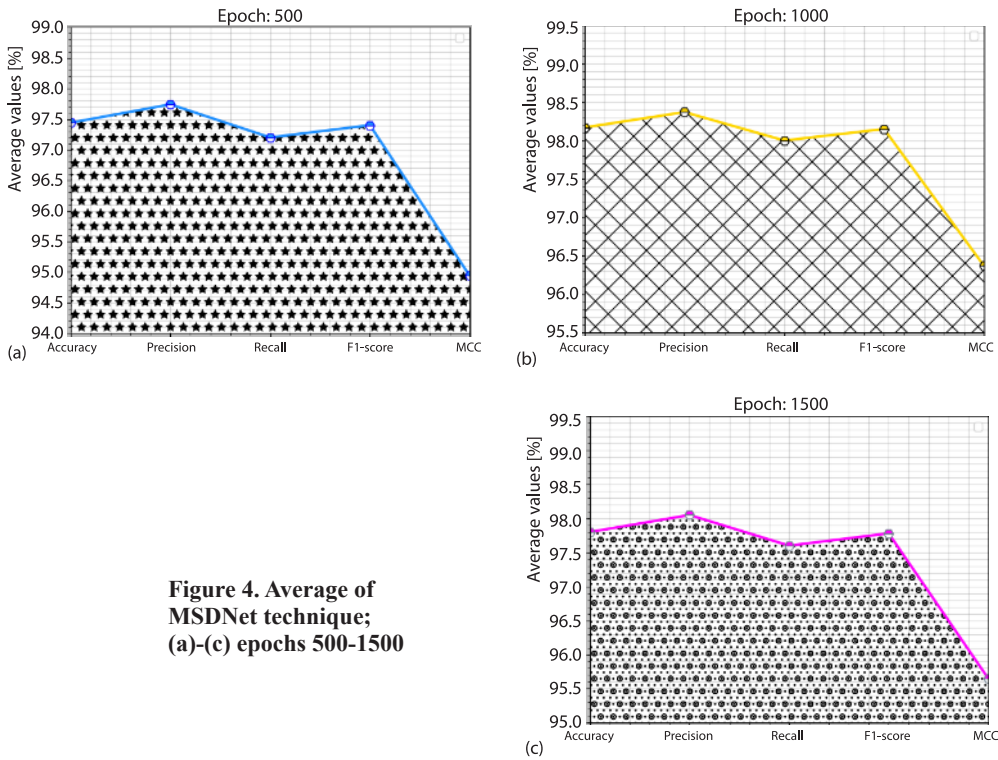 Epoch: 500
Average values [%]
99.0
98.5
98.0
97.5
97.0
96.5
96.0
95.5
95.0
94.5
94.0
Accuracy Precision Recall F1-score MCC
(a)
Epoch: 1000
Average values [%]
99.5
99.0
98.5
98.0
97.5
97.0
96.5
96.0
95.5
Accuracy Precision Recall F1-score MCC
(b)
Epoch: 1500
Average values [%]
99.5
99.0
98.5
98.0
97.5
97.0
96.5
96.0
95.5
95.0
Accuracy Precision Recall F1-score MCC
(c)
Figure 4. Average of
MSDNet technique;
(a)-(c) epochs 500-1500